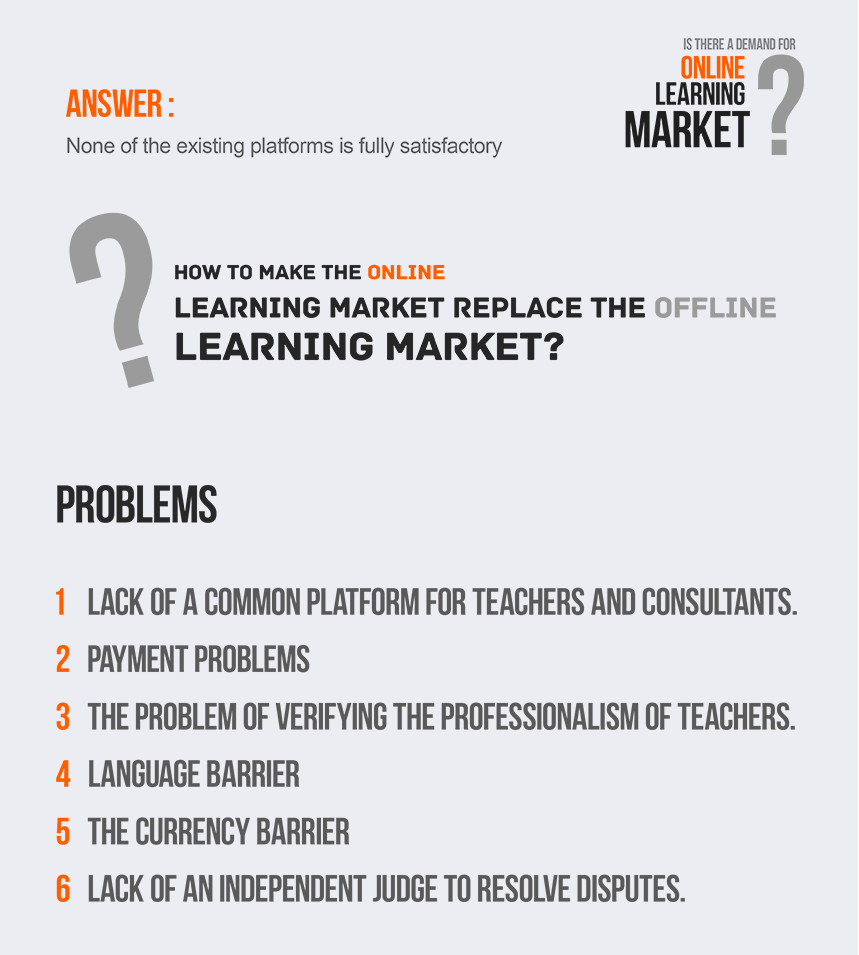 IS THERE A DEMAND FOR
ONLINE
LEARNING
MARKET
?
ANSWER :
None of the existing platforms is fully satisfactory
?
HOW TO MAKE THE ONLINE
LEARNING MARKET REPLACE THE OFFLINE
LEARNING MARKET?
PROBLEMS
1 LACK OF A COMMON PLATFORM FOR TEACHERS AND CONSULTANTS.
2 PAYMENT PROBLEMS
3 THE PROBLEM OF VERIFYING THE PROFESSIONALISM OF TEACHERS.
4 LANGUAGE BARRIER
5 THE CURRENCY BARRIER
6 LACK OF AN INDEPENDENT JUDGE TO RESOLVE DISPUTES.